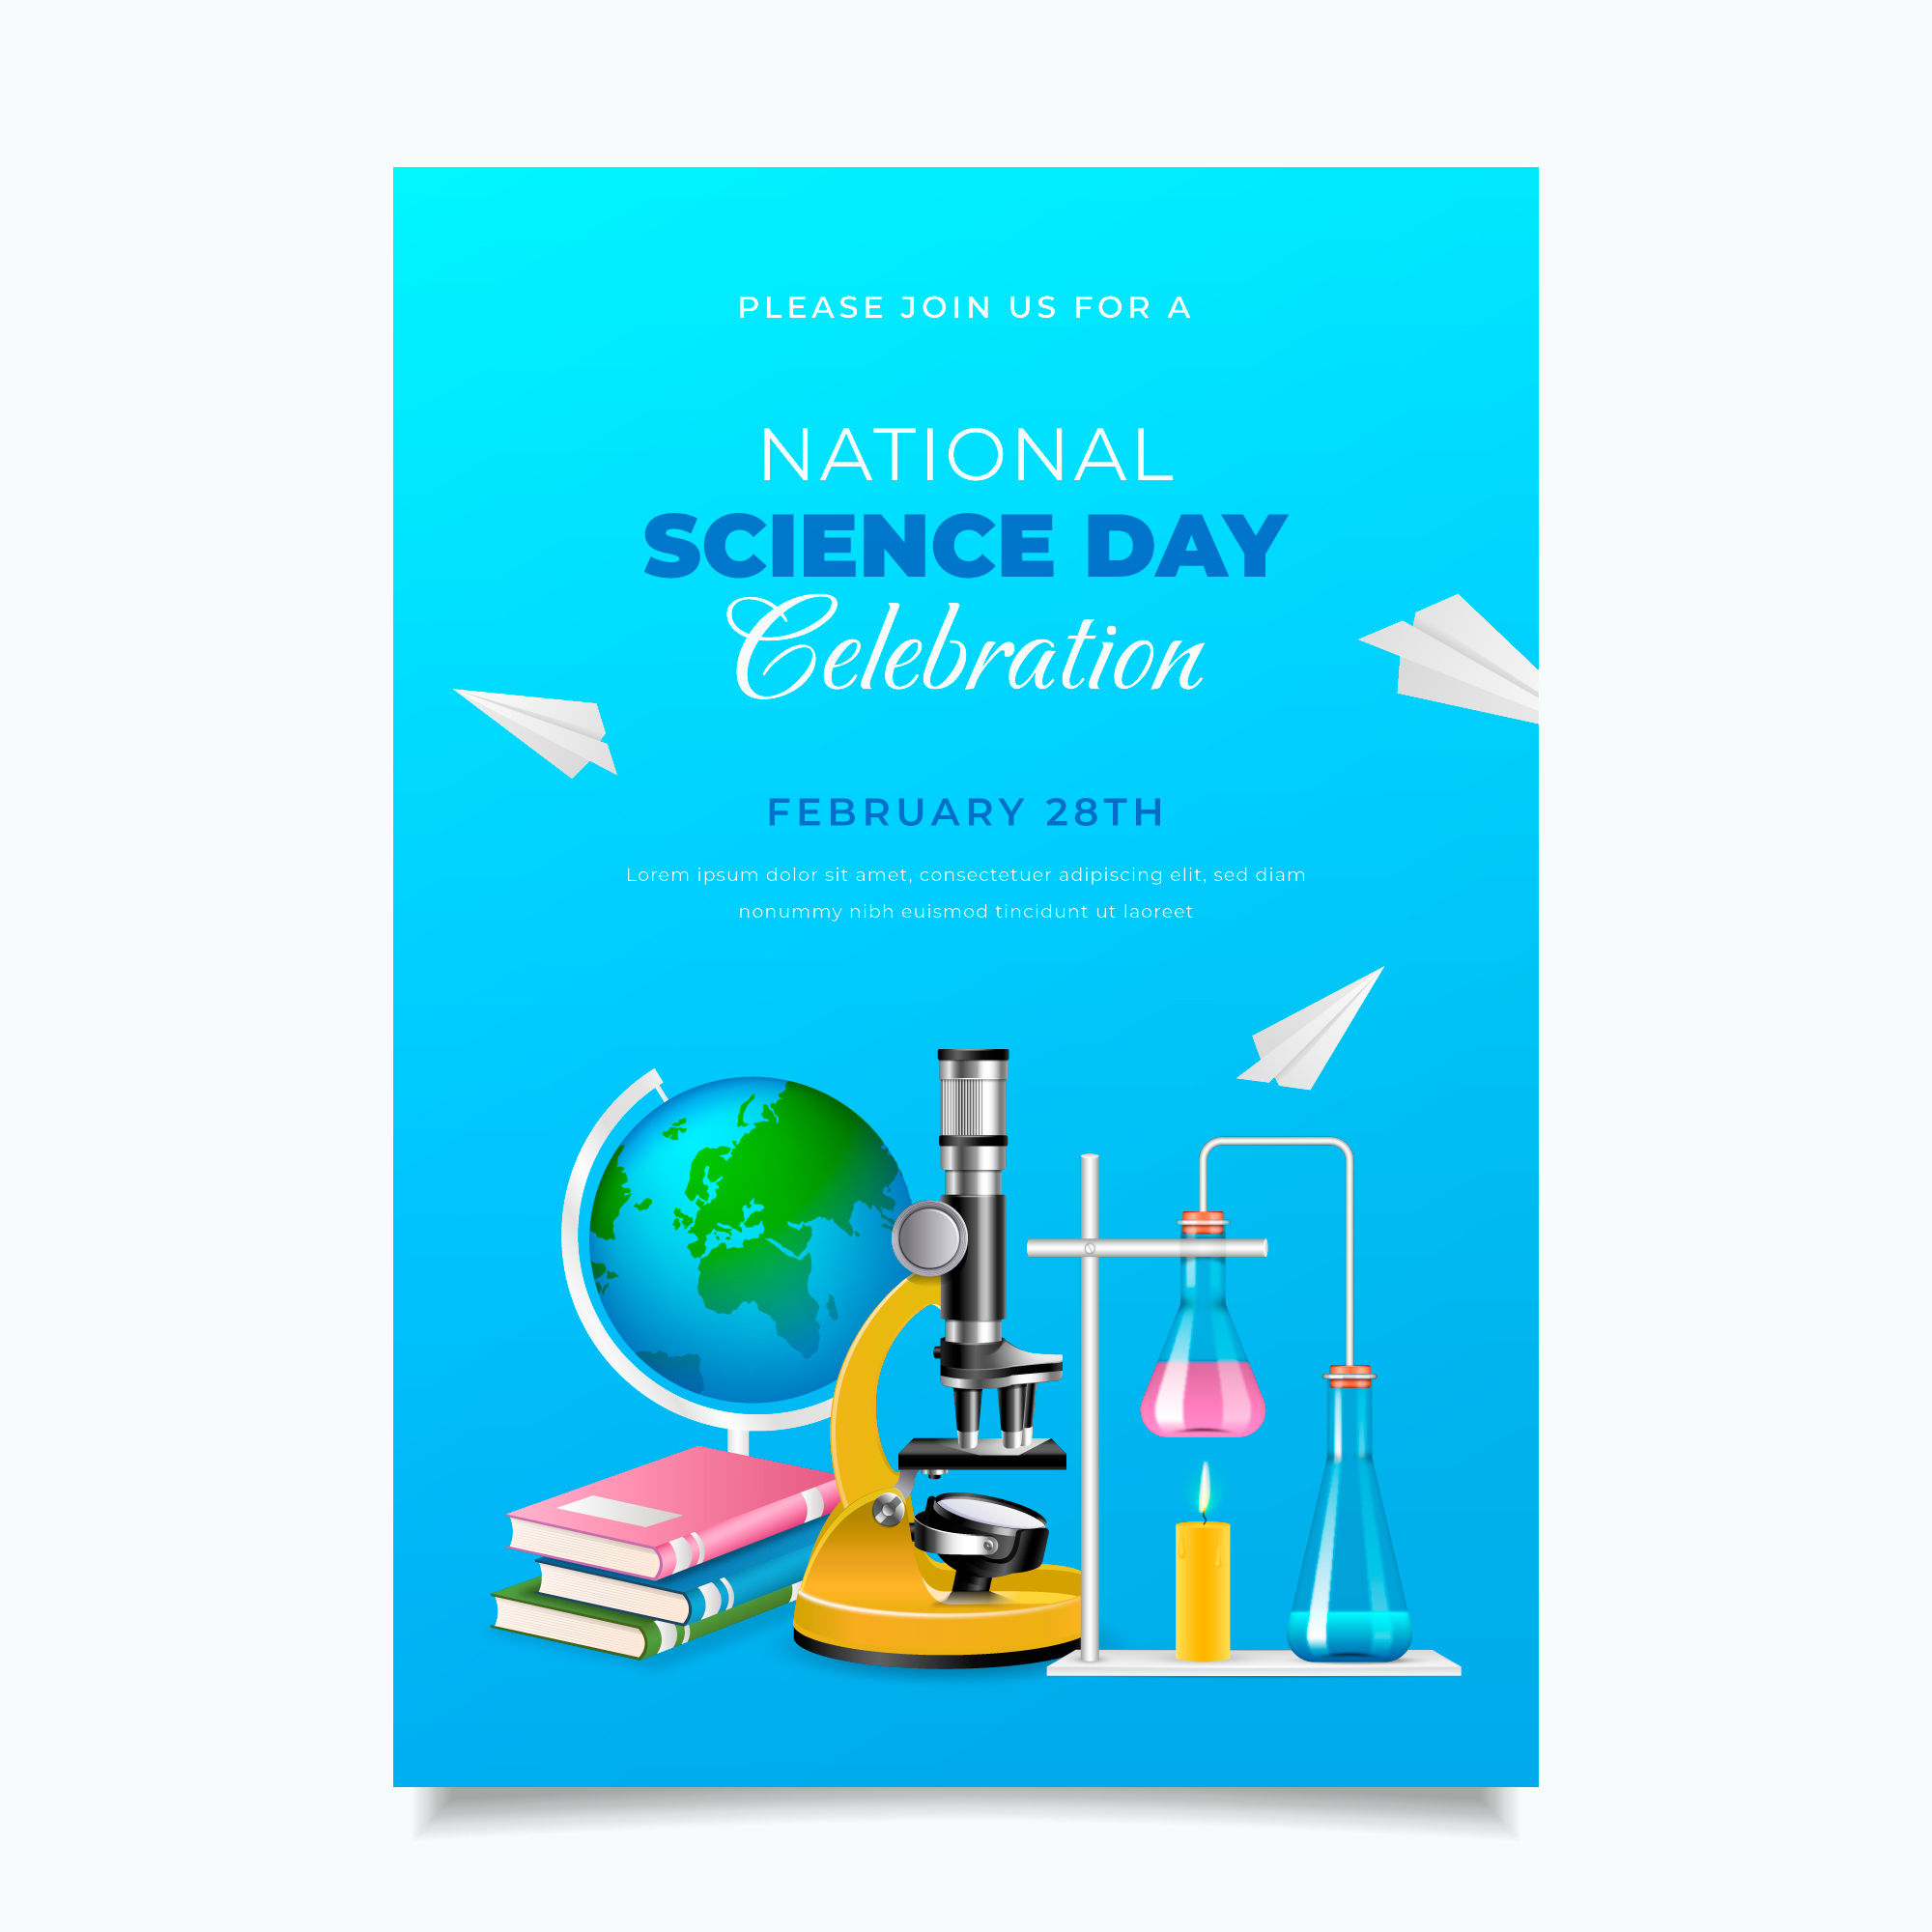 PLEASE JOIN US FOR A
NATIONAL
SCIENCE DAY
Celebration
FEBRUARY 28TH
Lorem ipsum dolor sit amet, consectetuer adipiscing elit, sed diam
nonummy nibh euismod tincidunt ut laoreet